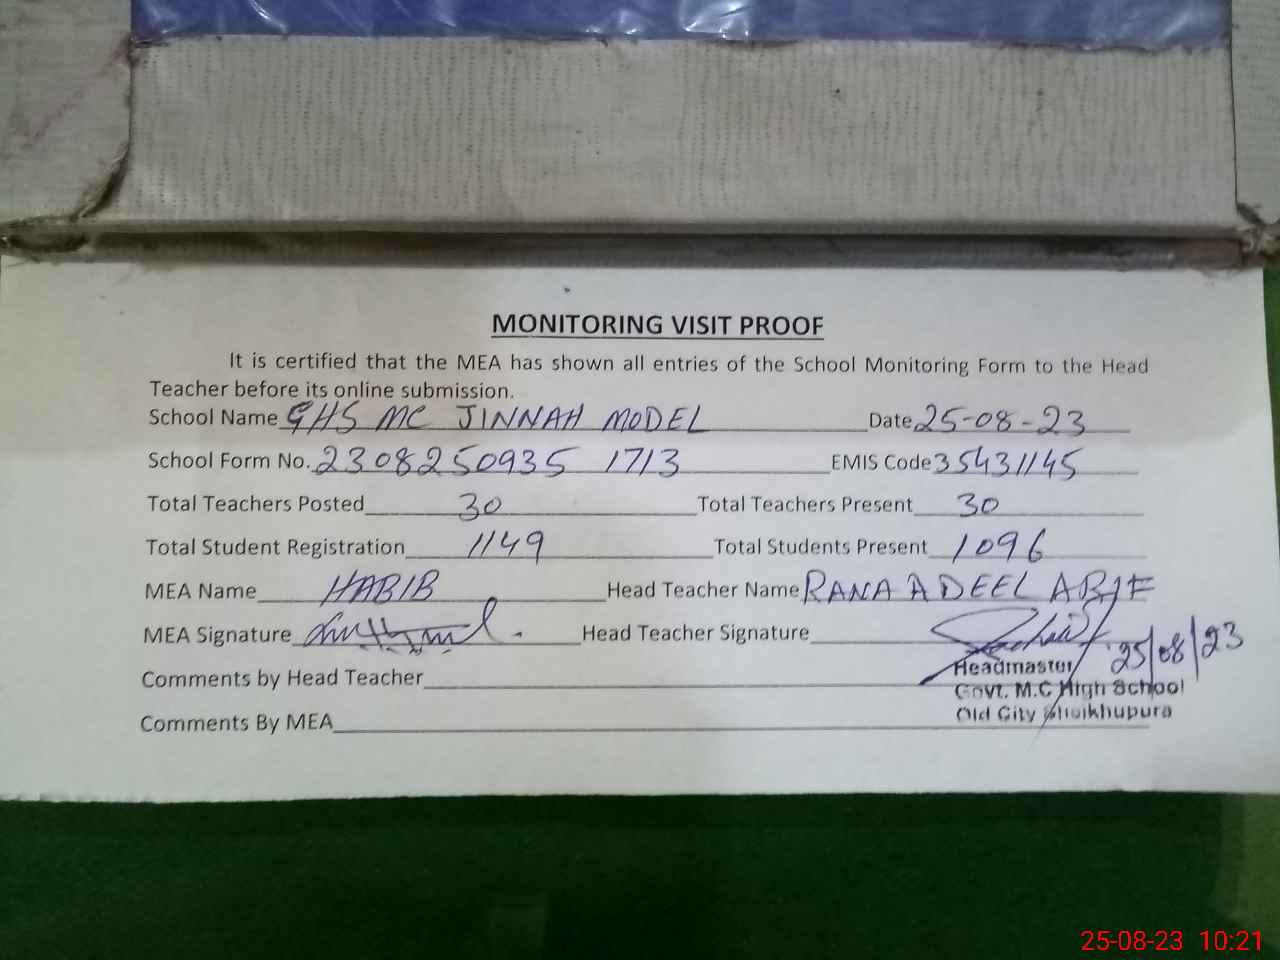 MONITORING VISIT PROOF
It is certified that the MEA has shown all entries of the School Monitoring Form to the Head
Teacher before its online submission.
School Name GHS MC JINNAH MODEL Date 25-08-23
School Form No. 2308250935 1713 EMIS Code 35431145
Total Teachers Posted 30 Total Teachers Present 30
Total Student Registration 1149 Total Students Present 1096
MEA Name HABIB Head Teacher Name RANA ADEEL ARIF
MEA Signature Head Teacher Signature
Headmaster 25/08/23
Comments by Head Teacher
Govt. M.C High School
Old City Sheikhupura
Comments By MEA
25-08-23 10:21